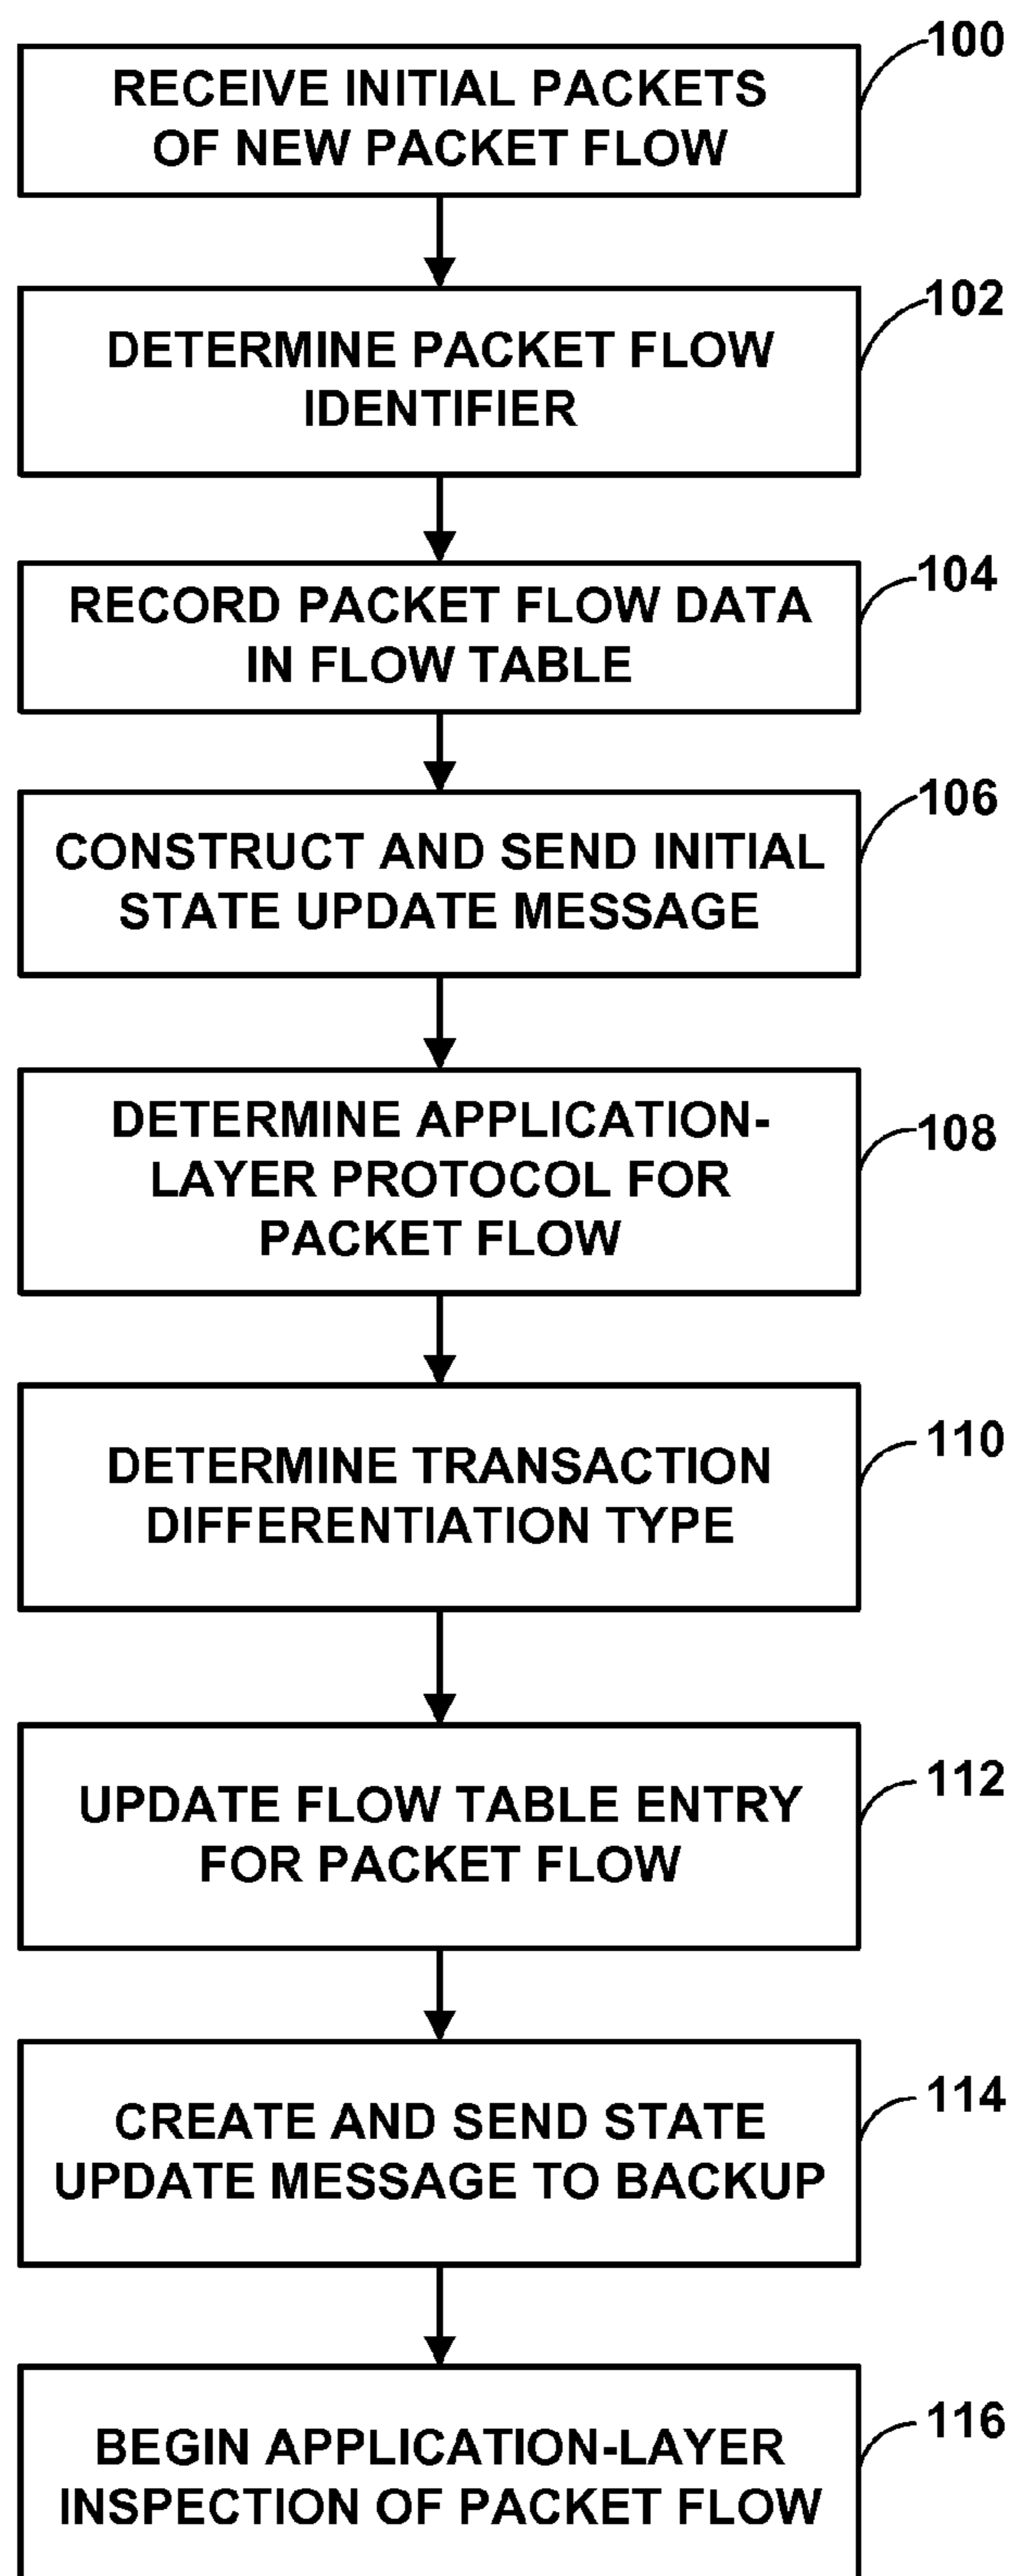 100
RECEIVE INITIAL PACKETS
OF NEW PACKET FLOW
102
DETERMINE PACKET FLOW
IDENTIFIER
104
RECORD PACKET FLOW DATA
IN FLOW TABLE
106
CONSTRUCT AND SEND INITIAL
STATE UPDATE MESSAGE
108
DETERMINE APPLICATION-
LAYER PROTOCOL FOR
PACKET FLOW
110
DETERMINE TRANSACTION
DIFFERENTIATION TYPE
112
UPDATE FLOW TABLE ENTRY
FOR PACKET FLOW
114
CREATE AND SEND STATE
UPDATE MESSAGE TO BACKUP
116
BEGIN APPLICATION-LAYER
INSPECTION OF PACKET FLOW